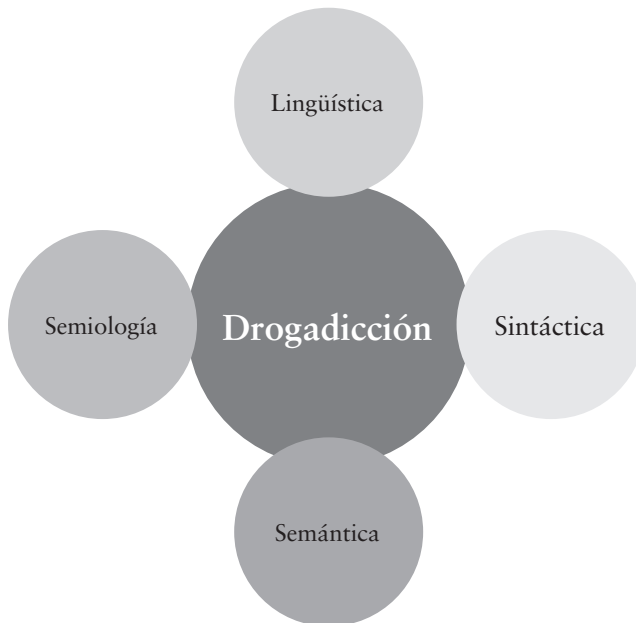 Lingüística
Semiología
Drogadicción
Sintáctica
Semántica